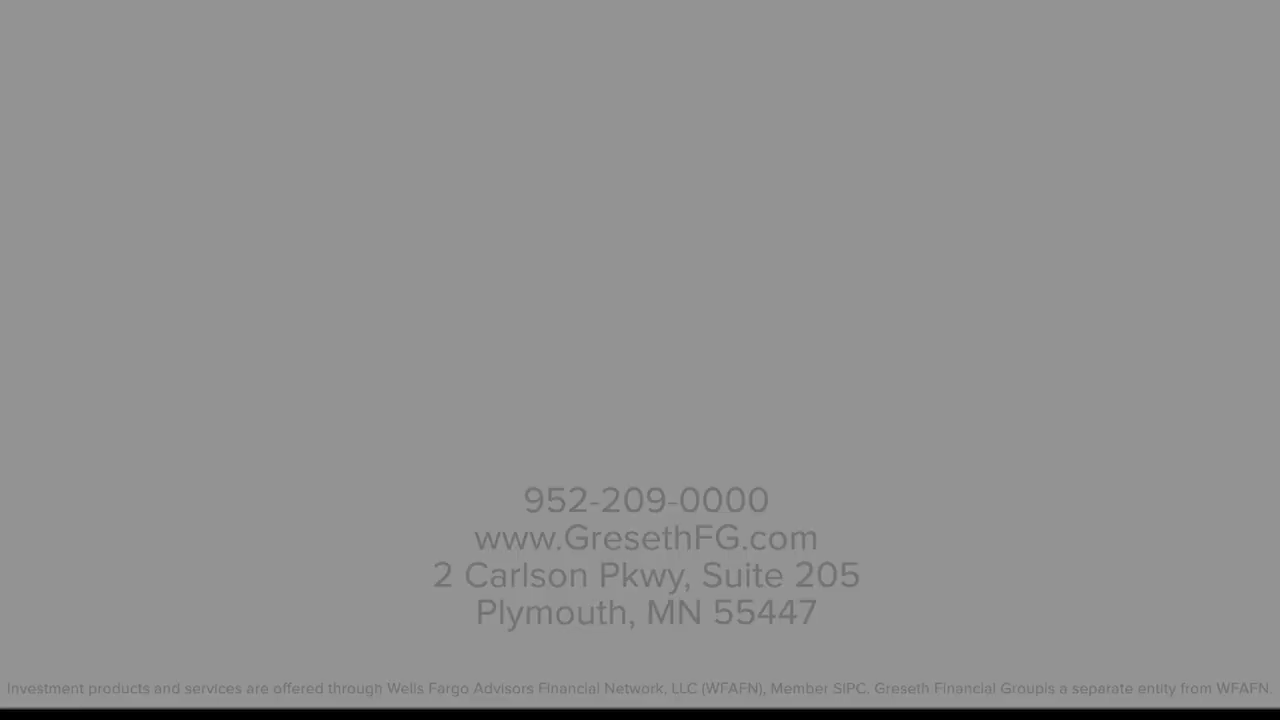 952-209-0000
www.GresethFG.com
2 Carlson Pkwy, Suite 205
Plymouth, MN 55447
Investment products and services are offered through Wells Fargo Advisors Financial Network, LLC (WFAFN), Member SIPC. Greseth Financial Groupis a separate entity from WFAFN.